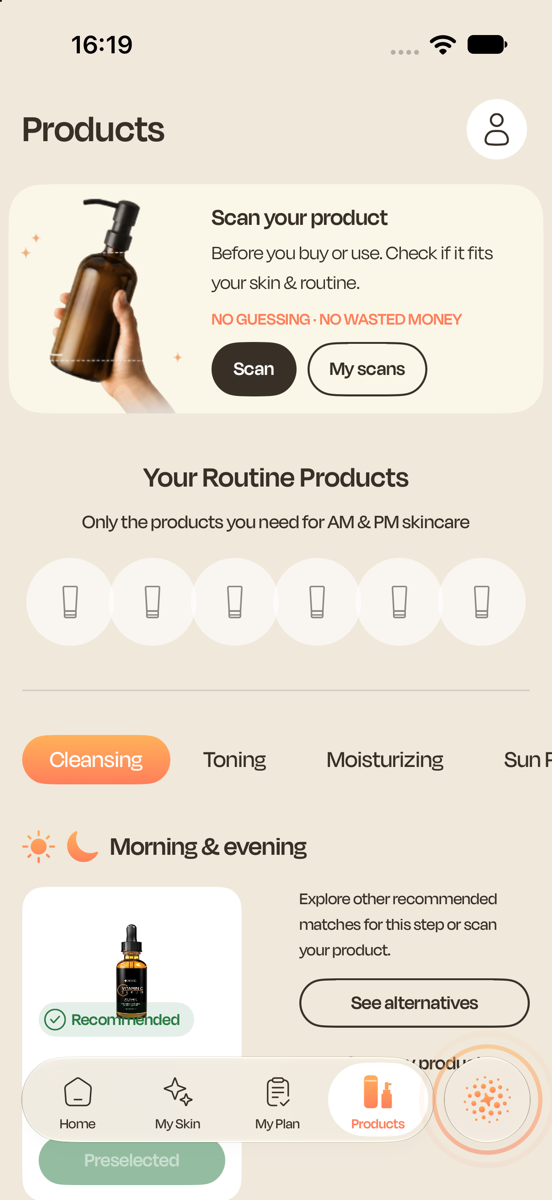 16:19
Products
Scan your product
Before you buy or use. Check if it fits
your skin & routine.
NO GUESSING · NO WASTED MONEY
Scan
My scans
Your Routine Products
Only the products you need for AM & PM skincare
Cleansing
Toning
Moisturizing
Sun
Morning & evening
Explore other recommended
matches for this step or scan
your product.
Recommended
See alternatives
Home
My Skin
My Plan
Products
Preselected